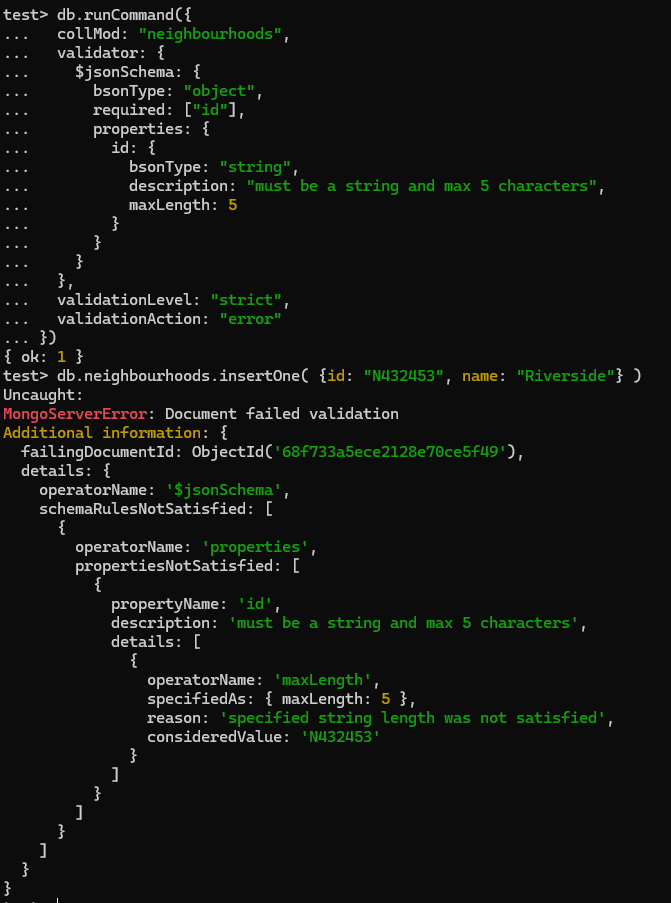 test> db.runCommand({
...   collMod: "neighbourhoods",
...   validator: {
...     $jsonSchema: {
...       bsonType: "object",
...       required: ["id"],
...       properties: {
...         id: {
...           bsonType: "string",
...           description: "must be a string and max 5 characters",
...           maxLength: 5
...         }
...       }
...     }
...   },
...   validationLevel: "strict",
...   validationAction: "error"
... })
{ ok: 1 }
test> db.neighbourhoods.insertOne( {id: "N432453", name: "Riverside"} )
Uncaught:
MongoServerError: Document failed validation
Additional information: {
  failingDocumentId: ObjectId('68f733a5ece2128e70ce5f49'),
  details: {
    operatorName: '$jsonSchema',
    schemaRulesNotSatisfied: [
      {
        operatorName: 'properties',
        propertiesNotSatisfied: [
          {
            propertyName: 'id',
            description: 'must be a string and max 5 characters',
            details: [
              {
                operatorName: 'maxLength',
                specifiedAs: { maxLength: 5 },
                reason: 'specified string length was not satisfied',
                consideredValue: 'N432453'
              }
            ]
          }
        ]
      }
    ]
  }
}